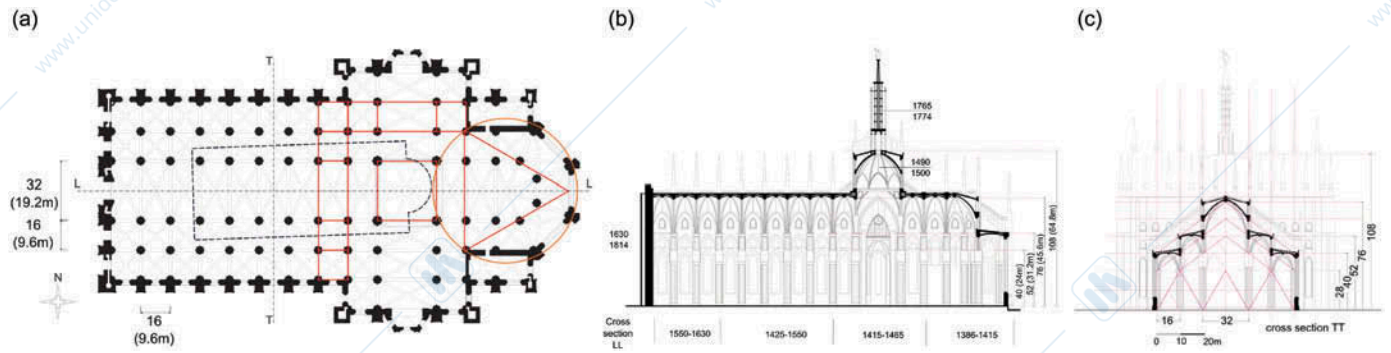 (a)
T
32
(19.2m)
L
L
16
(9.6m)
N
T
16
(9.6m)
(b)
1765
1774
1490
1500
1630
1814
40 (24m)
52 (31.2m)
76 (45.6m)
108 (64.8m)
Cross
section
LL
1550-1630
1425-1550
1415-1465
1386-1415
(c)
28
40
52
76
108
16
32
cross section TT
0 10 20m